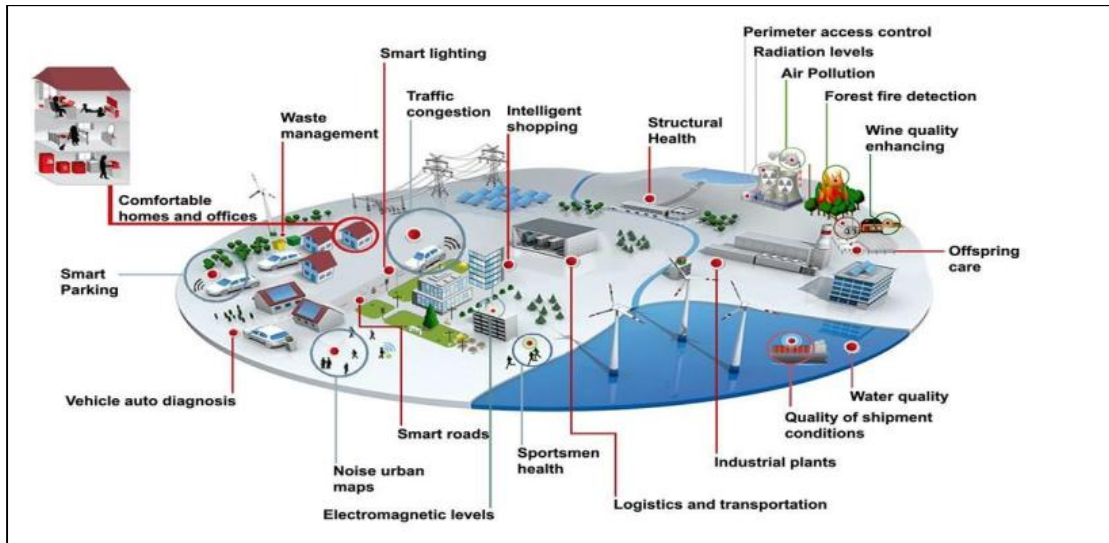 Perimeter access control
Radiation levels
Smart lighting
Air Pollution
Traffic
congestion
Intelligent
shopping
Structural
Health
Forest fire detection
Waste
management
Wine quality
enhancing
Comfortable
homes and offices
Smart
Parking
Offspring
care
Vehicle auto diagnosis
Smart roads
Noise urban
maps
Electromagnetic levels
Sportsmen
health
Logistics and transportation
Industrial plants
Quality of shipment
conditions
Water quality